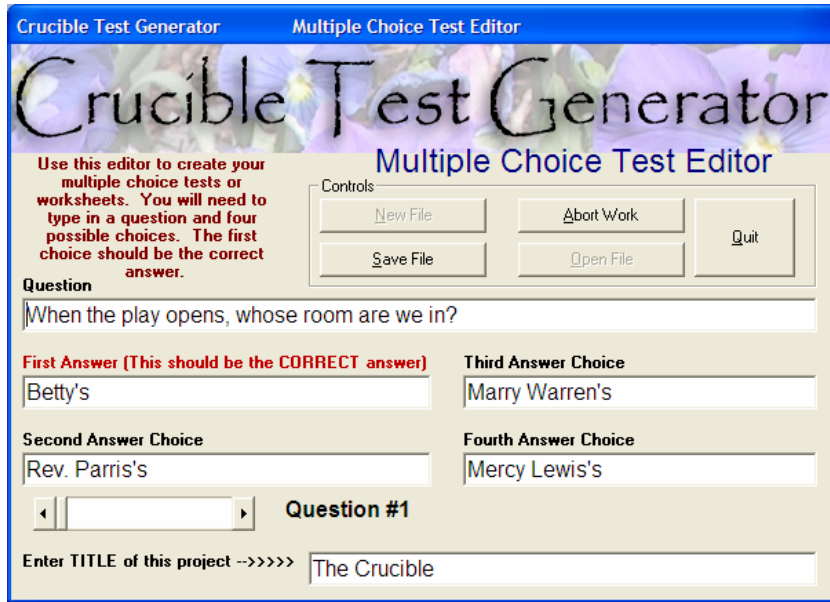 Crucible Test Generator Multiple Choice Test Editor
Crucible Test Generator
Multiple Choice Test Editor
Use this editor to create your
multiple choice tests or
worksheets. You will need to
type in a question and four
possible choices. The first
choice should be the correct
answer.
Controls
New File
Abort Work
Quit
Save File
Open File
Question
When the play opens, whose room are we in?
First Answer (This should be the CORRECT answer)
Third Answer Choice
Betty's
Marry Warren's
Second Answer Choice
Fourth Answer Choice
Rev. Parris's
Mercy Lewis's
Question #1
Enter TITLE of this project -->>>>>
The Crucible